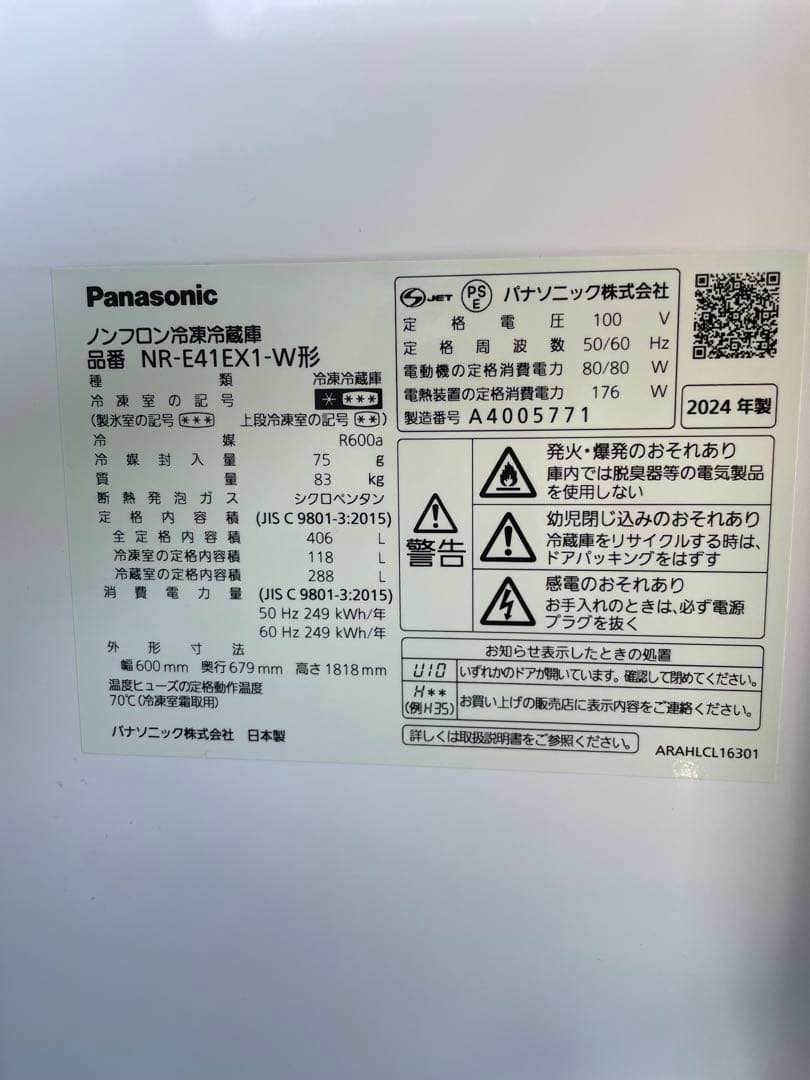 Panasonic
ノンフロン冷凍冷蔵庫
品番 NR-E41EX1-W形
種類 冷凍冷蔵庫
冷凍室の記号 * ***
(製氷室の記号 *** 上段冷凍室の記号 **)
冷媒 R600a
冷媒封入量 75 g
質量 83 kg
断熱発泡ガス シクロペンタン
定格内容積 (JIS C 9801-3:2015)
全定格内容積 406 L
冷凍室の定格内容積 118 L
冷蔵室の定格内容積 288 L
消費電力量 (JIS C 9801-3:2015)
50 Hz 249 kWh/年
60 Hz 249 kWh/年
外形寸法
幅600mm 奥行679mm 高さ1818mm
温度ヒューズの定格動作温度
70℃(冷凍室霜取用)
パナソニック株式会社 日本製
JET PSE パナソニック株式会社
定格電圧 100 V
定格周波数 50/60 Hz
電動機の定格消費電力 80/80 W
電熱装置の定格消費電力 176 W
製造番号 A4005771
2024 年製
警告
発火・爆発のおそれあり
庫内では脱臭器等の電気製品
を使用しない
幼児閉じ込みのおそれあり
冷蔵庫をリサイクルする時は、
ドアパッキングをはずす
感電のおそれあり
お手入れのときは、必ず電源
プラグを抜く
お知らせ表示したときの処置
U10 いずれかのドアが開いています。確認して閉めてください。
H**
(例H35) お買い上げの販売店に表示内容をご連絡ください。
詳しくは取扱説明書をご参照ください。
ARAHLCL16301